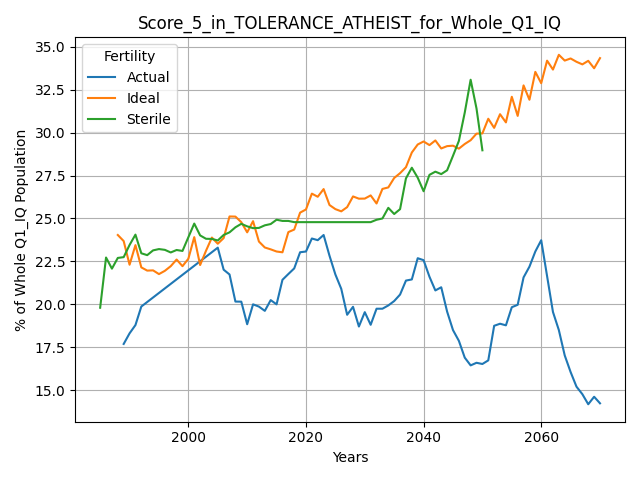 Score_5_in_TOLERANCE_ATHEIST_for_Whole_Q1_IQ
Fertility
Actual
Ideal
Sterile
% of Whole Q1_IQ Population
35.0
32.5
30.0
27.5
25.0
22.5
20.0
17.5
15.0
2000
2020
2040
2060
Years